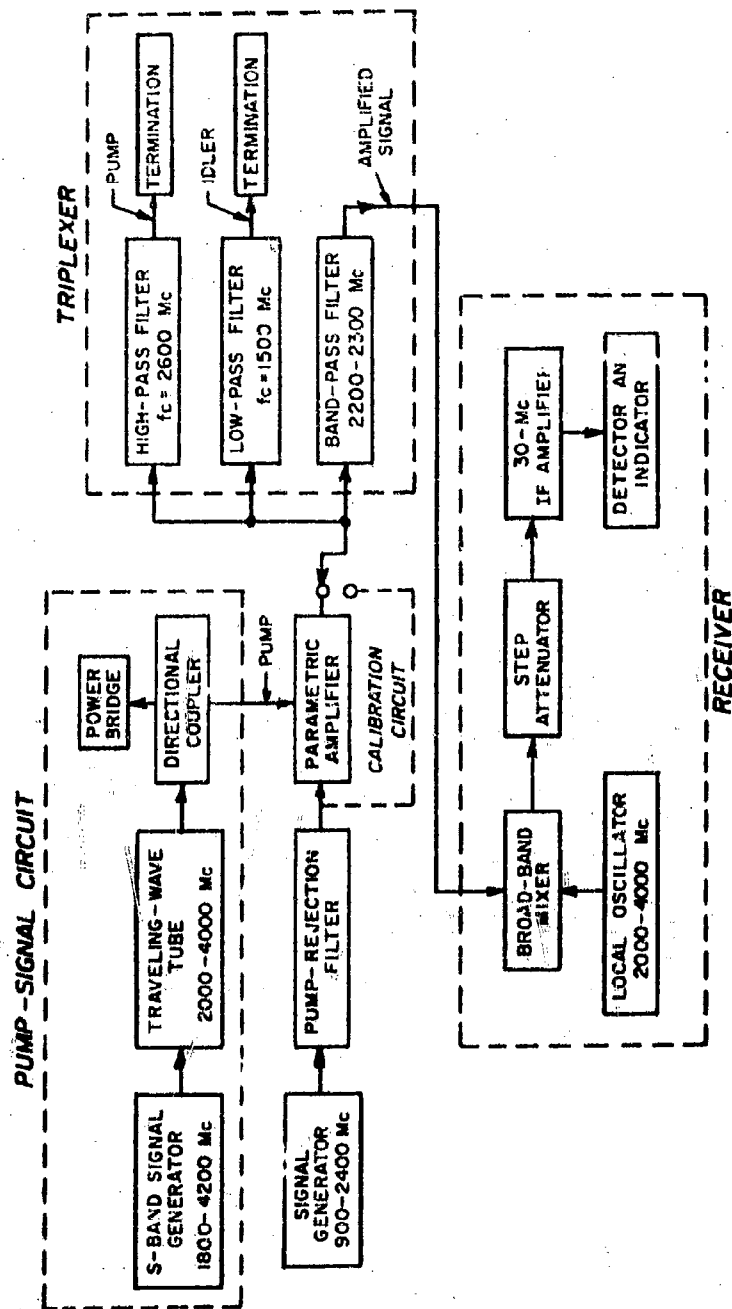 PUMP-SIGNAL CIRCUIT
S-BAND SIGNAL
GENERATOR
1800-4200 Mc
TRAVELING-WAVE
TUBE
2000-4000 Mc
DIRECTIONAL
COUPLER
POWER
BRIDGE
PUMP
SIGNAL
GENERATOR
900-2400 Mc
PUMP-REJECTION
FILTER
PARAMETRIC
AMPLIFIER
CALIBRATION
CIRCUIT
TRIPLEXER
HIGH-PASS FILTER
fc = 2600 Mc
PUMP
TERMINATION
LOW-PASS FILTER
fc = 1500 Mc
IDLER
TERMINATION
BAND-PASS FILTER
2200-2300 Mc
AMPLIFIED
SIGNAL
BROAD-BAND
MIXER
LOCAL OSCILLATOR
2000-4000 Mc
STEP
ATTENUATOR
30-Mc
IF AMPLIFIER
DETECTOR AN
INDICATOR
RECEIVER